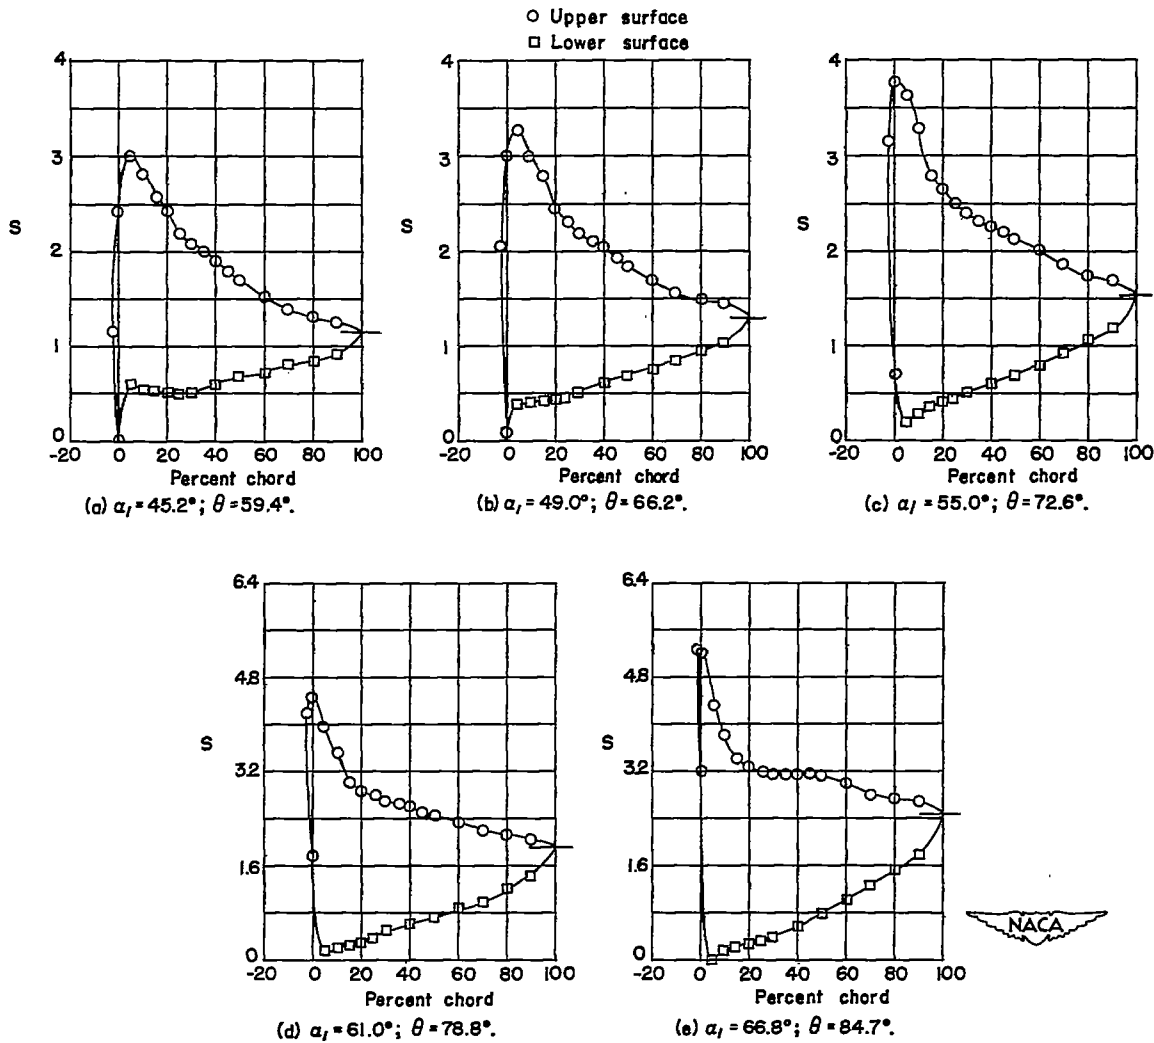 ○ Upper surface
□ Lower surface
4
3
S
2
1
0
-20 0 20 40 60 80 100
Percent chord
(a) α₁ = 45.2°; θ = 59.4°.
4
3
S
2
1
0
-20 0 20 40 60 80 100
Percent chord
(b) α₁ = 49.0°; θ = 66.2°.
4
3
S
2
1
0
-20 0 20 40 60 80 100
Percent chord
(c) α₁ = 55.0°; θ = 72.6°.
6.4
4.8
S
3.2
1.6
0
-20 0 20 40 60 80 100
Percent chord
(d) α₁ = 61.0°; θ = 78.8°.
6.4
4.8
S
3.2
1.6
0
-20 0 20 40 60 80 100
Percent chord
(e) α₁ = 66.8°; θ = 84.7°.
NACA